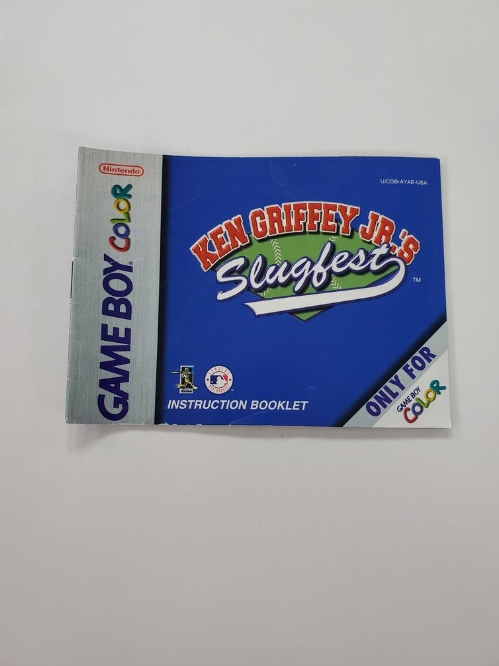 Nintendo
GAME BOY COLOR
U/CGB-AYAE-USA
KEN GRIFFEY JR.'S
Slugfest
TM
INSTRUCTION BOOKLET
ONLY FOR
GAME BOY
COLOR